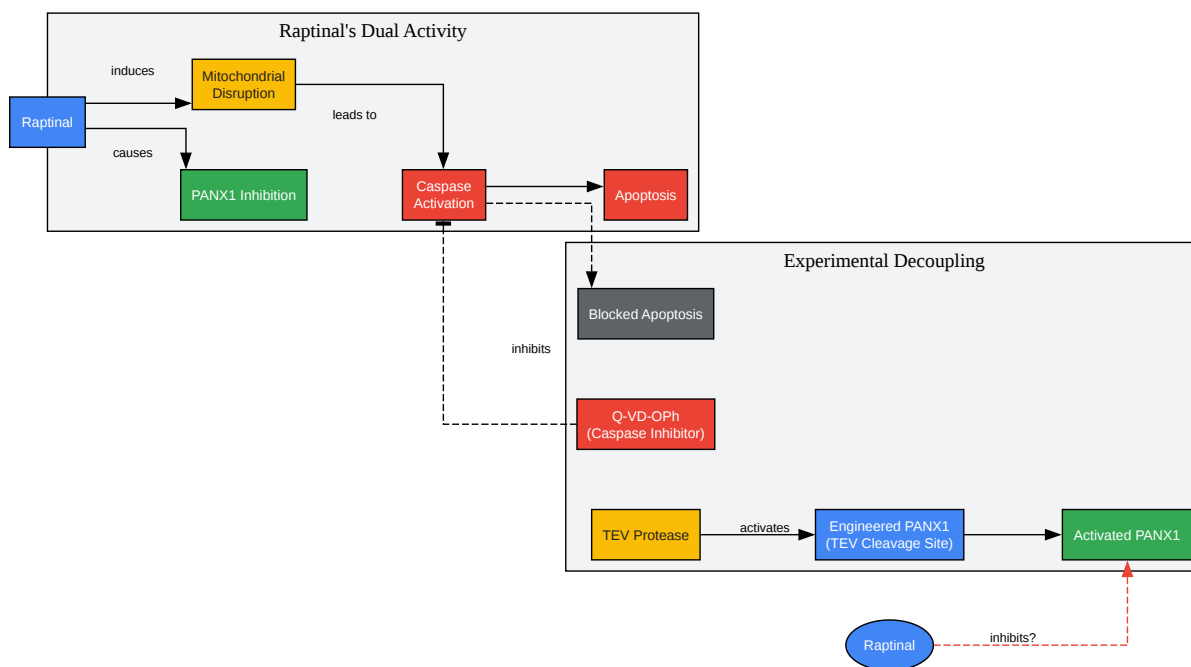 Raptinal's Dual Activity
induces
Mitochondrial
Disruption
Raptinal
leads to
causes
PANX1 Inhibition
Caspase
Activation
Apoptosis
Experimental Decoupling
Blocked Apoptosis
inhibits
Q-VD-OPh
(Caspase Inhibitor)
TEV Protease
activates
Engineered PANX1
(TEV Cleavage Site)
Activated PANX1
Raptinal
inhibits?